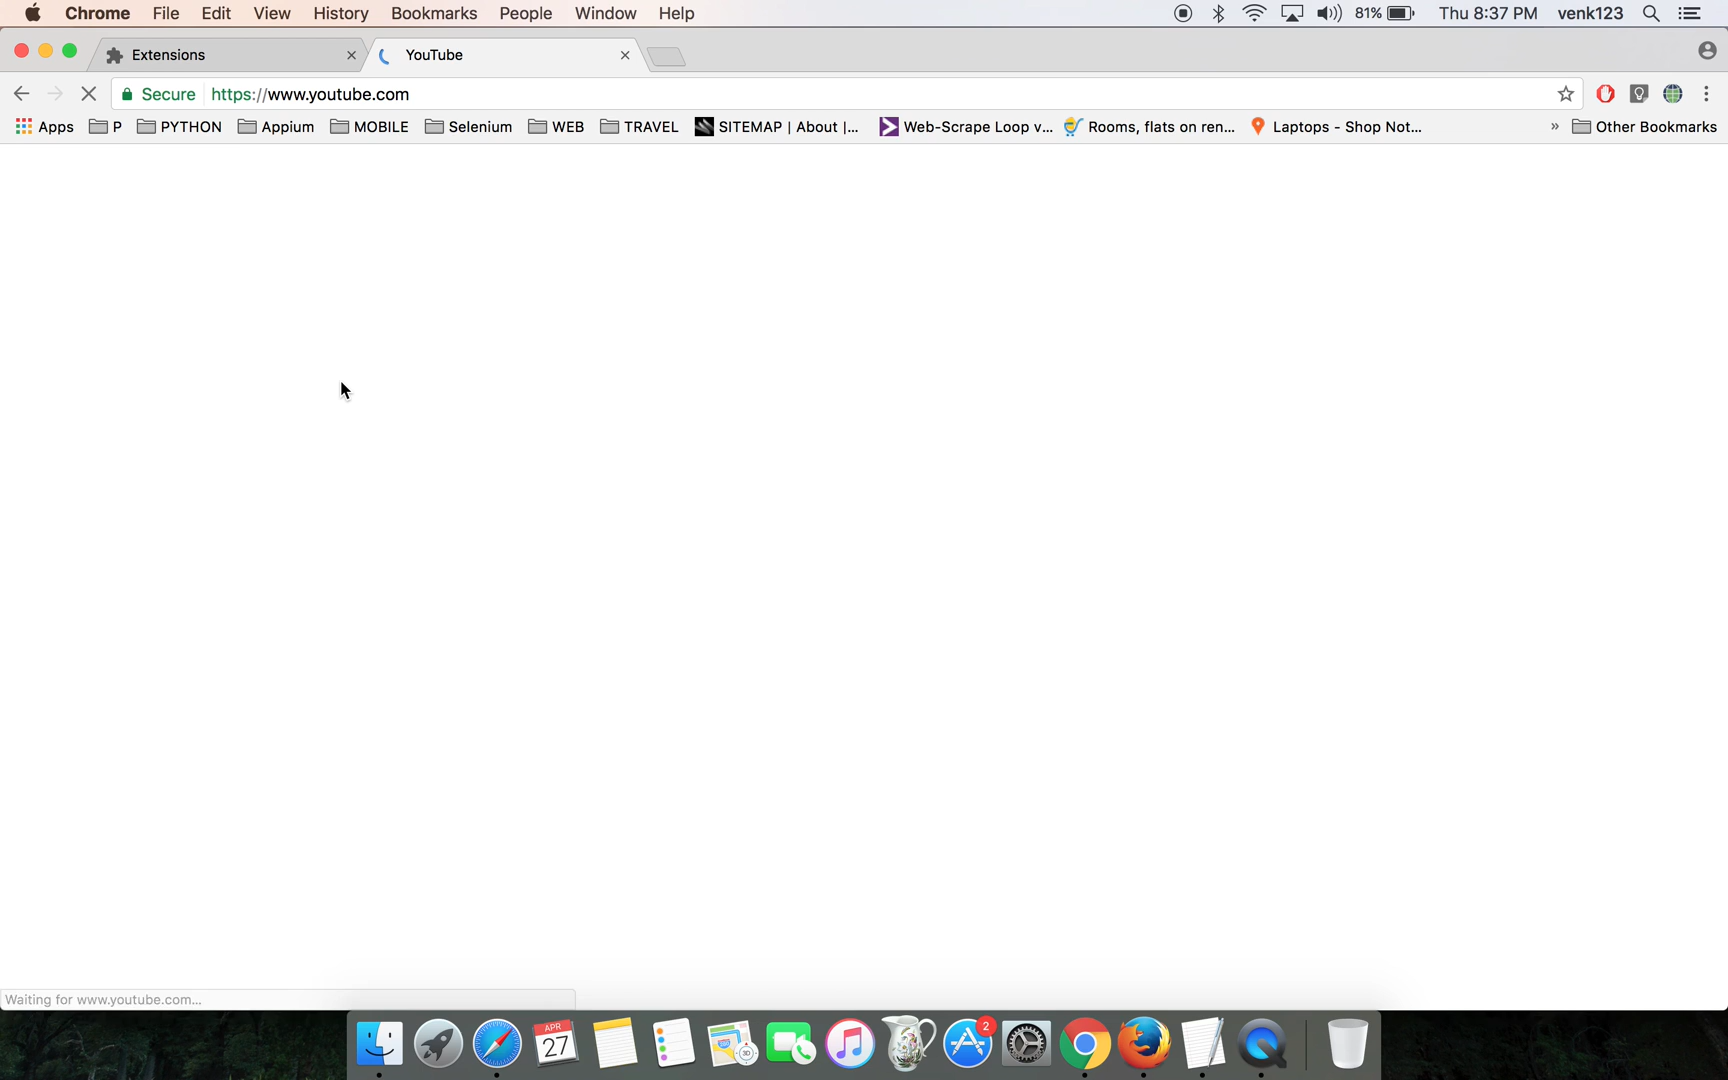 Chrome File Edit View History Bookmarks People Window Help 81% Thu 8:37 PM venk123
Extensions YouTube
Secure https://www.youtube.com
Apps P PYTHON Appium MOBILE Selenium WEB TRAVEL SITEMAP | About |... Web-Scrape Loop v... Rooms, flats on ren... Laptops - Shop Not... » Other Bookmarks
Waiting for www.youtube.com...
APR
27
3D
2